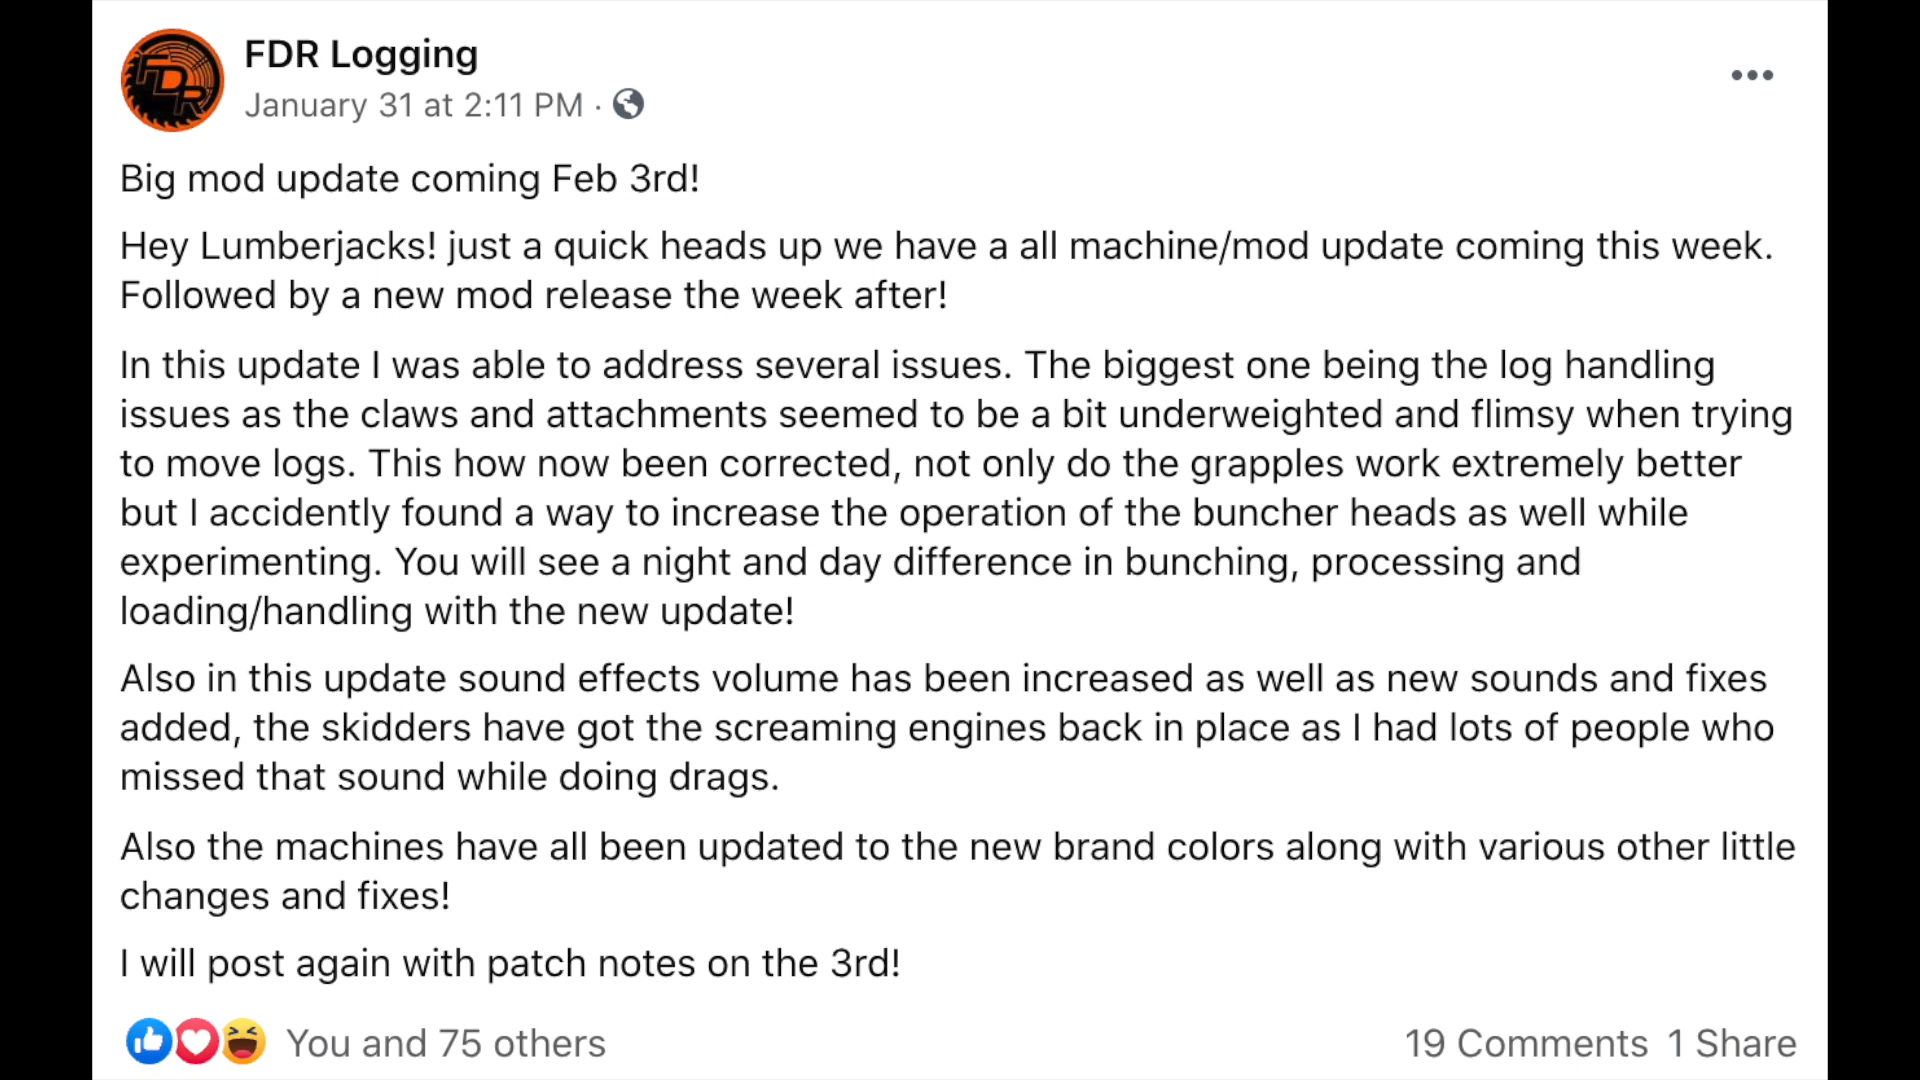 FDR
FDR Logging
January 31 at 2:11 PM ·
Big mod update coming Feb 3rd!
Hey Lumberjacks! just a quick heads up we have a all machine/mod update coming this week.
Followed by a new mod release the week after!
In this update I was able to address several issues. The biggest one being the log handling
issues as the claws and attachments seemed to be a bit underweighted and flimsy when trying
to move logs. This how now been corrected, not only do the grapples work extremely better
but I accidently found a way to increase the operation of the buncher heads as well while
experimenting. You will see a night and day difference in bunching, processing and
loading/handling with the new update!
Also in this update sound effects volume has been increased as well as new sounds and fixes
added, the skidders have got the screaming engines back in place as I had lots of people who
missed that sound while doing drags.
Also the machines have all been updated to the new brand colors along with various other little
changes and fixes!
I will post again with patch notes on the 3rd!
You and 75 others
19 Comments 1 Share